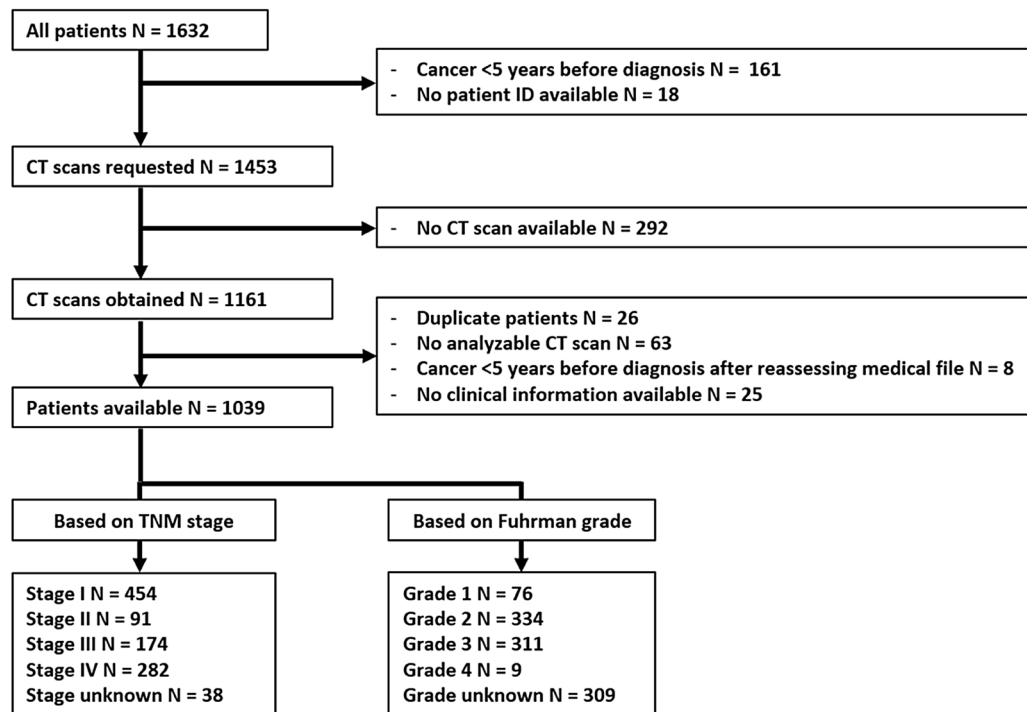 All patients N = 1632
- Cancer <5 years before diagnosis N =  161
- No patient ID available N = 18
CT scans requested N = 1453
- No CT scan available N = 292
CT scans obtained N = 1161
- Duplicate patients N = 26
- No analyzable CT scan N = 63
- Cancer <5 years before diagnosis after reassessing medical file N = 8
- No clinical information available N = 25
Patients available N = 1039
Based on TNM stage
Based on Fuhrman grade
Stage I N = 454
Stage II N = 91
Stage III N = 174
Stage IV N = 282
Stage unknown N = 38
Grade 1 N = 76
Grade 2 N = 334
Grade 3 N = 311
Grade 4 N = 9
Grade unknown N = 309